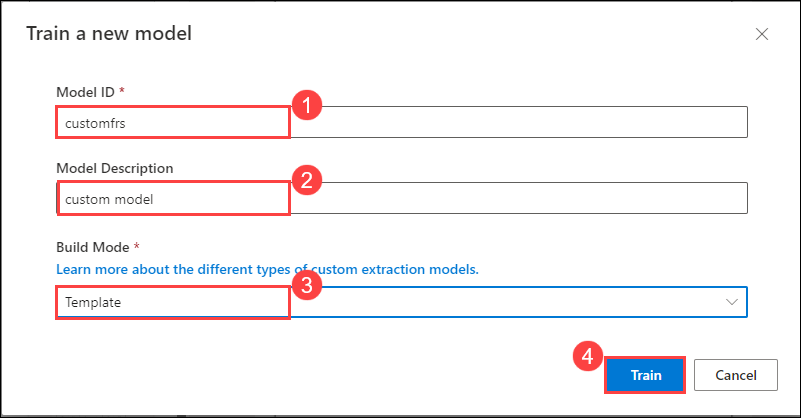 Train a new model
Model ID *
1
customfrs
Model Description
2
custom model
Build Mode *
Learn more about the different types of custom extraction models.
3
Template
4
Train
Cancel